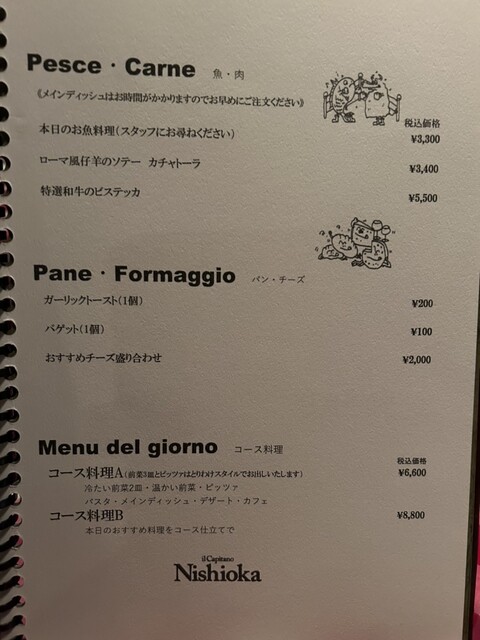 Pesce・Carne 魚・肉
《メインディッシュはお時間がかかりますのでお早めにご注文ください》
税込価格
本日のお魚料理(スタッフにお尋ねください) ¥3,300
ローマ風仔羊のソテー カチャトーラ ¥3,400
特選和牛のビステッカ ¥5,500
Pane・Formaggio パン・チーズ
ガーリックトースト(1個) ¥200
バゲット(1個) ¥100
おすすめチーズ盛り合わせ ¥2,000
Menu del giorno コース料理
税込価格
コース料理A(前菜3皿とピッツァはとりわけスタイルでお出しいたします) ¥6,600
冷たい前菜2皿・温かい前菜・ピッツァ
パスタ・メインディッシュ・デザート・カフェ
コース料理B ¥8,800
本日のおすすめ料理をコース仕立てで
il Capitano
Nishioka